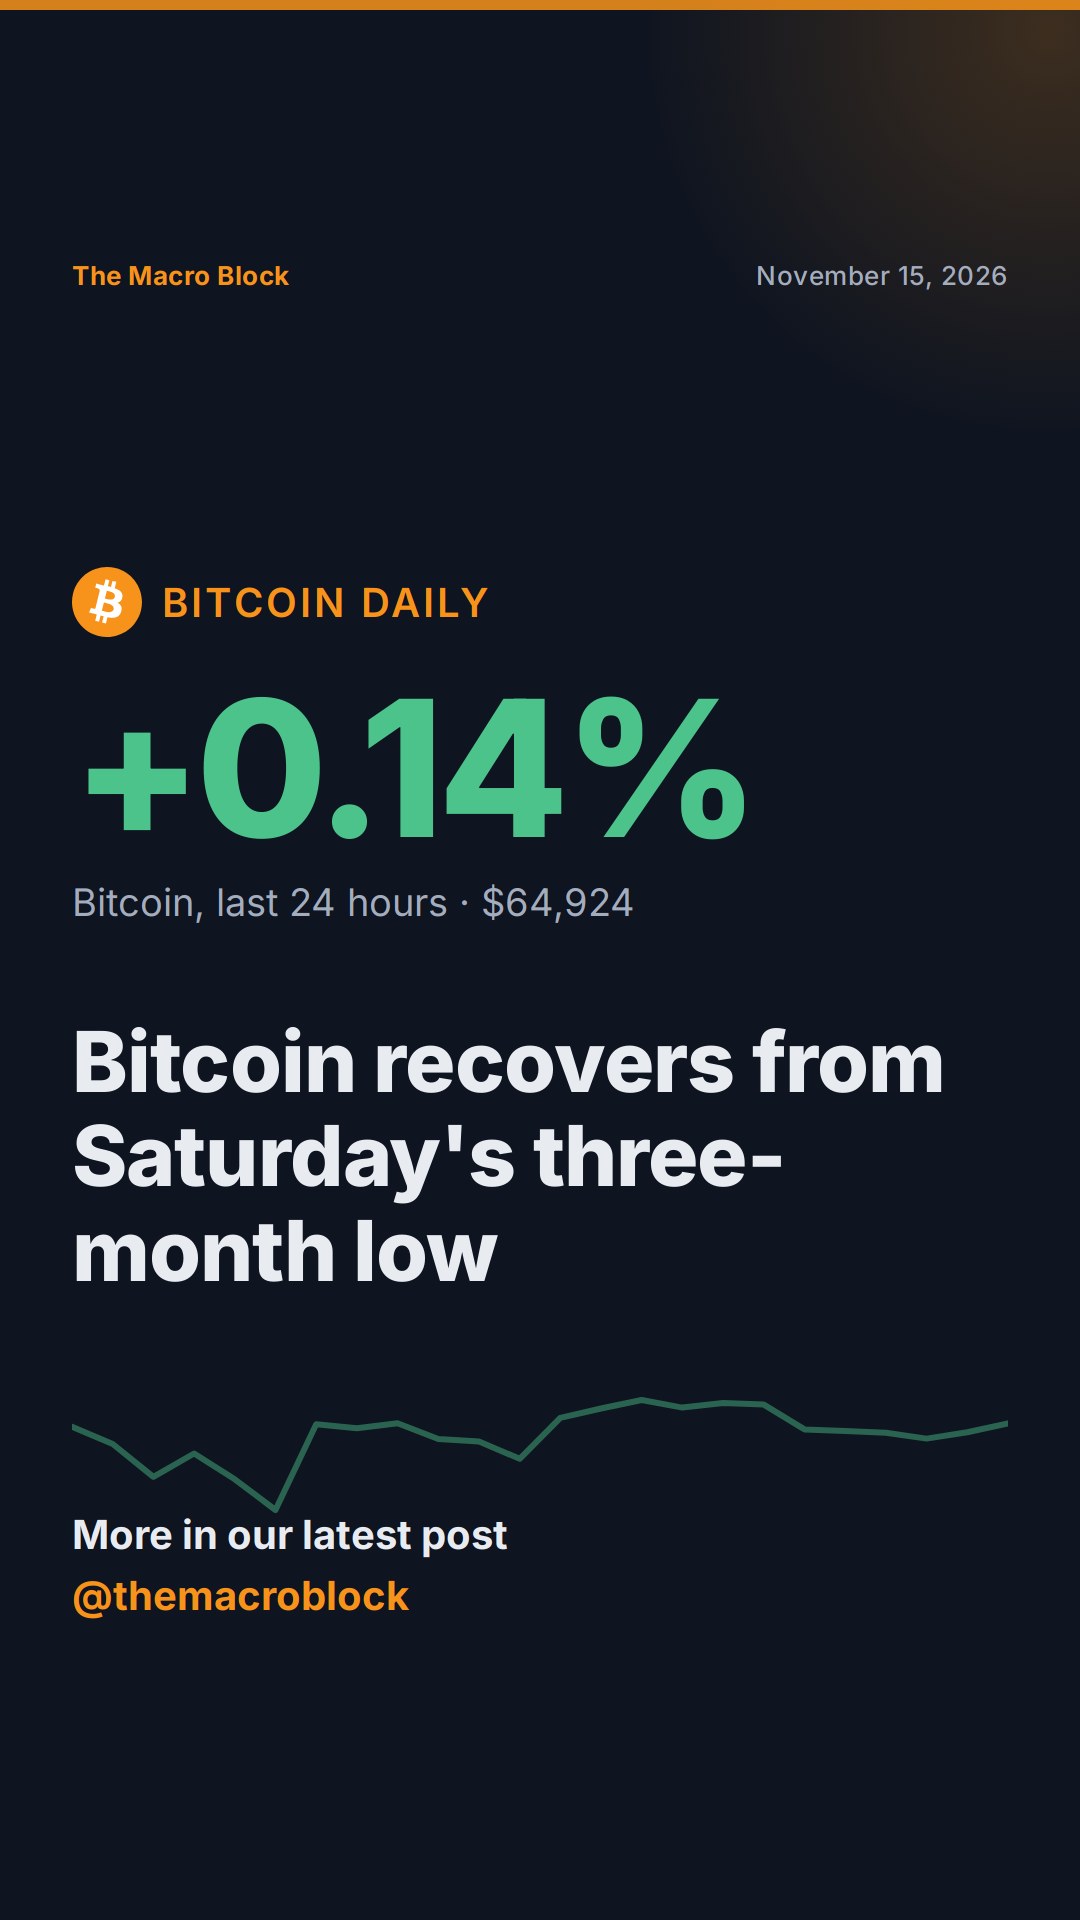 The Macro Block
November 15, 2026
BITCOIN DAILY
+0.14%
Bitcoin, last 24 hours · $64,924
Bitcoin recovers from
Saturday's three-
month low
More in our latest post
@themacroblock